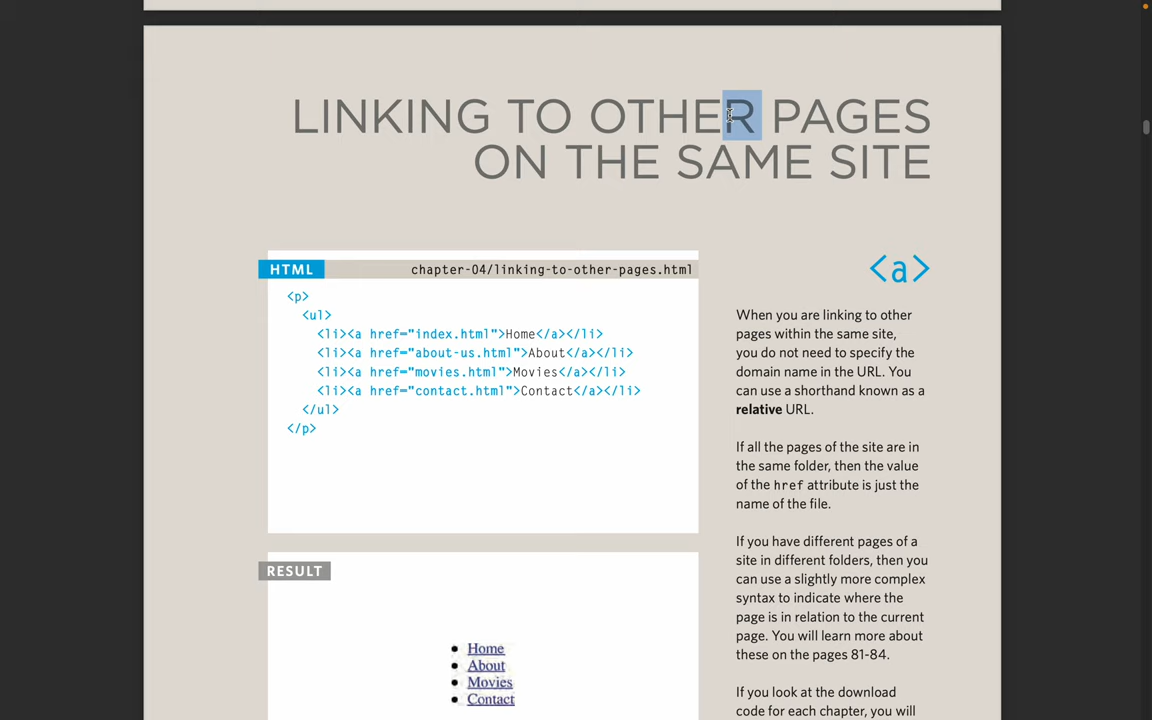 LINKING TO OTHER PAGES
ON THE SAME SITE
HTML
chapter-04/linking-to-other-pages.html
<p>
<ul>
<li><a href="index.html">Home</a></li>
<li><a href="about-us.html">About</a></li>
<li><a href="movies.html">Movies</a></li>
<li><a href="contact.html">Contact</a></li>
</ul>
</p>
RESULT
Home
About
Movies
Contact
<a>
When you are linking to other
pages within the same site,
you do not need to specify the
domain name in the URL. You
can use a shorthand known as a
relative URL.
If all the pages of the site are in
the same folder, then the value
of the href attribute is just the
name of the file.
If you have different pages of a
site in different folders, then you
can use a slightly more complex
syntax to indicate where the
page is in relation to the current
page. You will learn more about
these on the pages 81-84.
If you look at the download
code for each chapter, you will